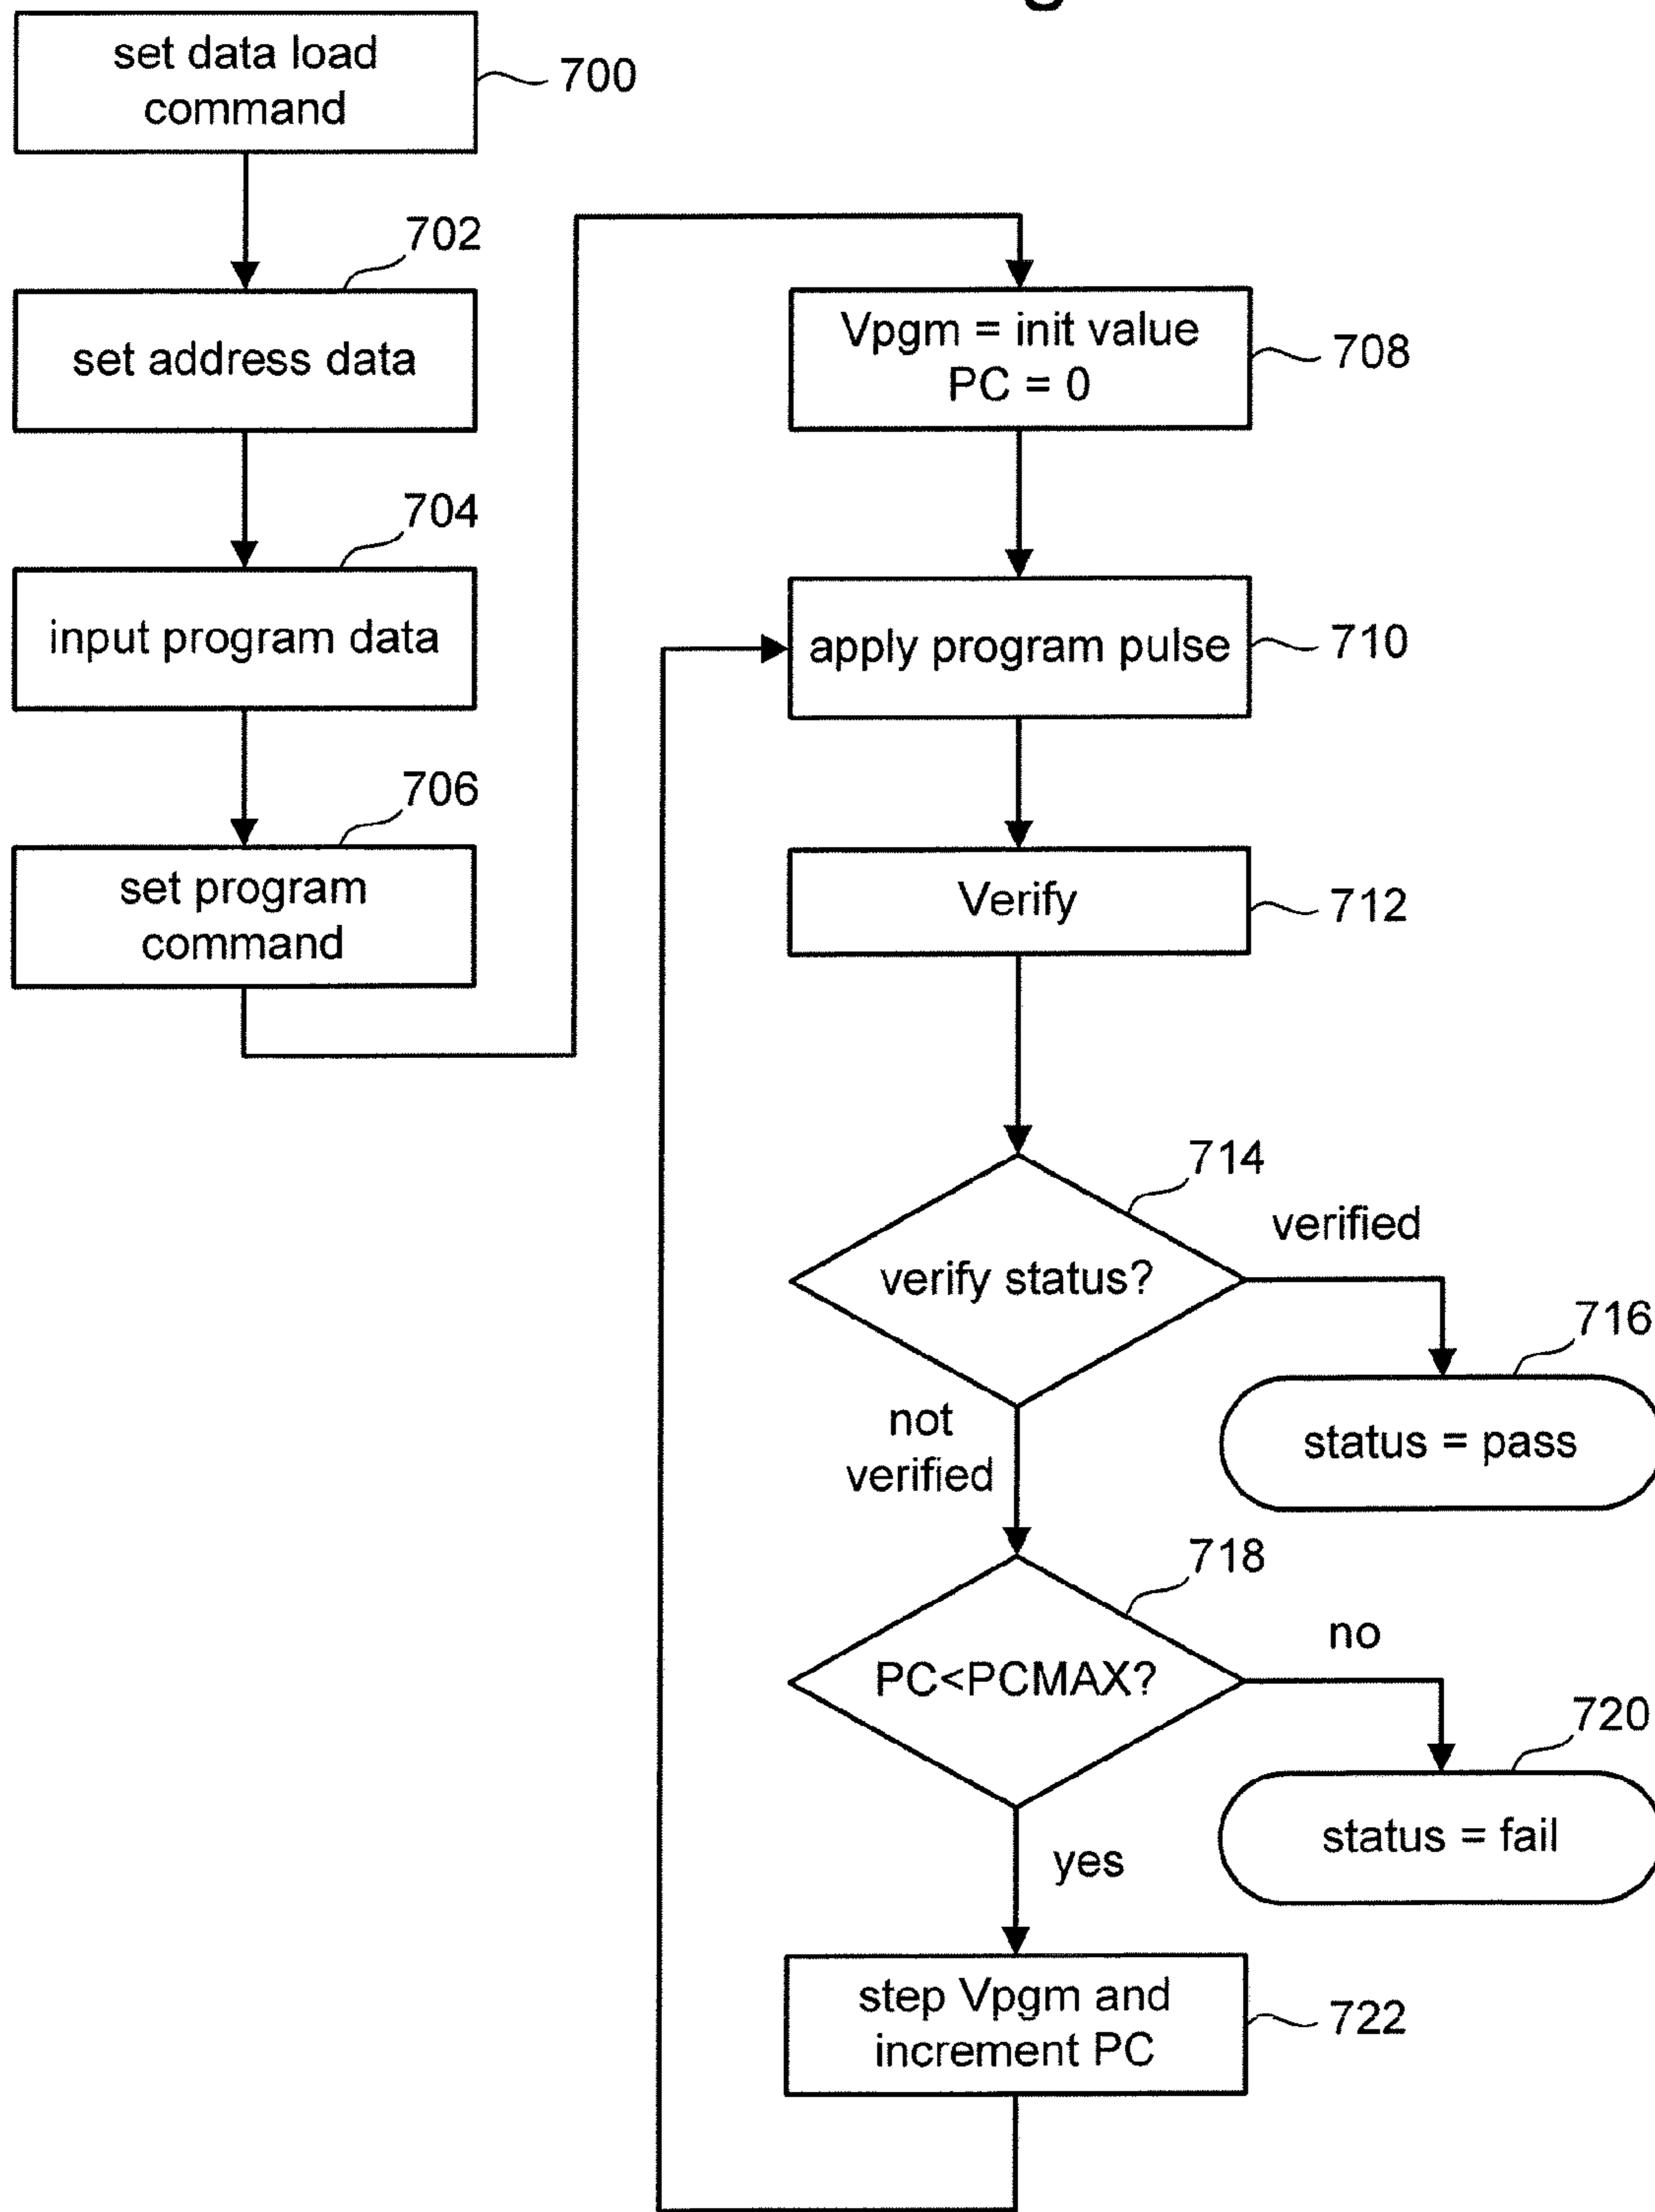 set data load
command
700
702
set address data
704
input program data
706
set program
command
Vpgm = init value
PC = 0
708
apply program pulse
710
Verify
712
714
verify status?
verified
716
status = pass
not
verified
718
PC<PCMAX?
no
720
status = fail
yes
step Vpgm and
increment PC
722